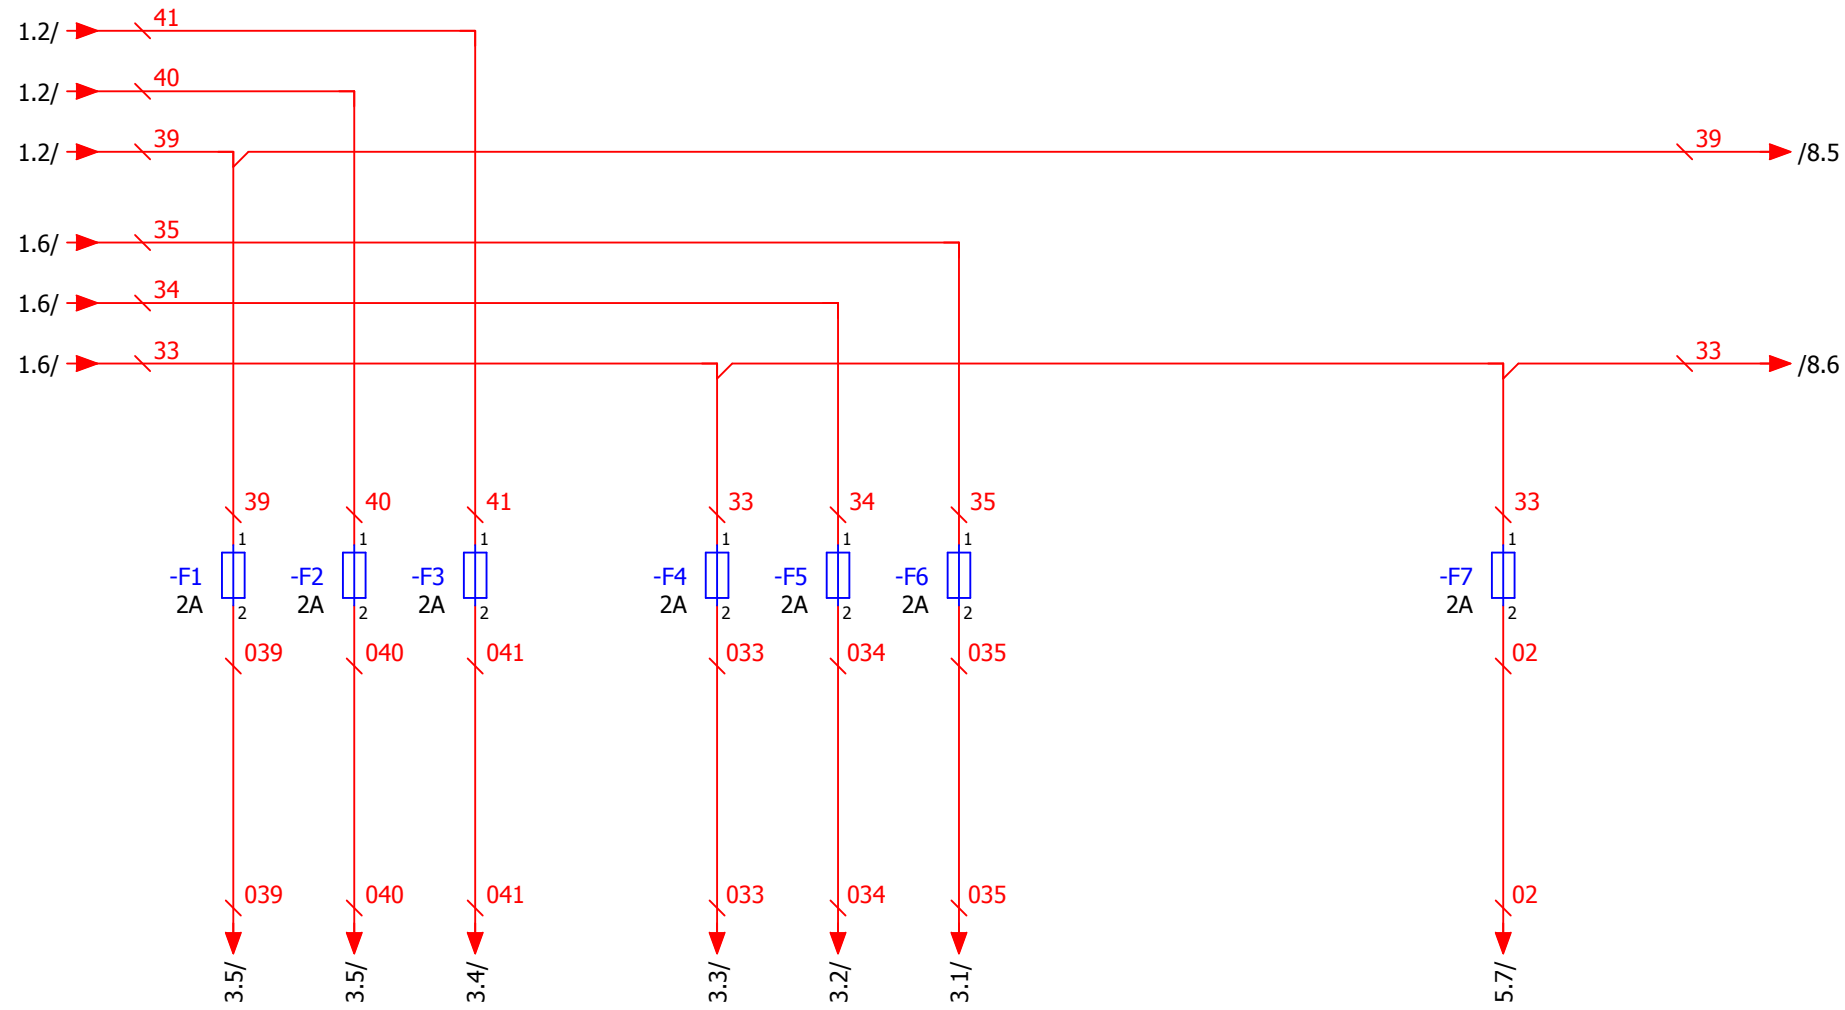 1.2/ 41
1.2/ 40
1.2/ 39 39 /8.5
1.6/ 35
1.6/ 34
1.6/ 33 33 /8.6
39 40 41 33 34 35 33
1 1 1 1 1 1 1
-F1 -F2 -F3 -F4 -F5 -F6 -F7
2A 2A 2A 2A 2A 2A 2A
2 2 2 2 2 2 2
039 040 041 033 034 035 02
039 040 041 033 034 035 02
3.5/ 3.5/ 3.4/ 3.3/ 3.2/ 3.1/ 5.7/